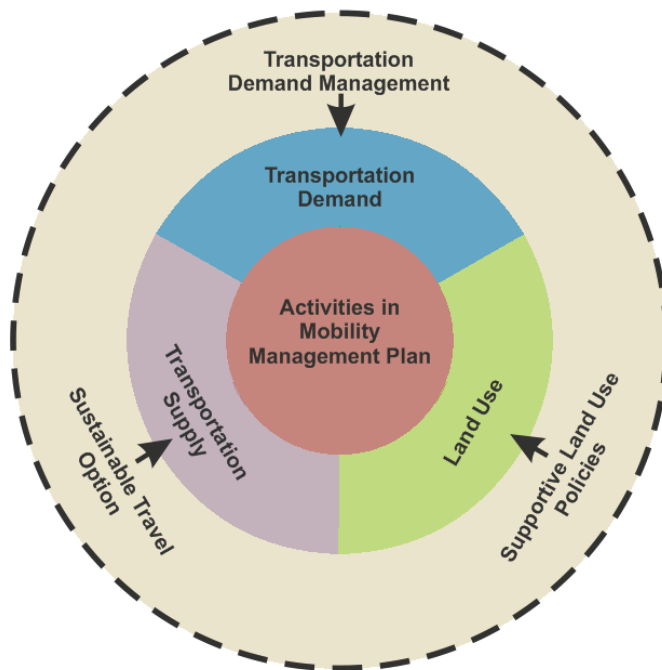 Transportation
Demand Management
Transportation
Demand
Activities in
Mobility
Management Plan
Transportation
Supply
Land Use
Sustainable Travel
Option
Supportive Land Use
Policies